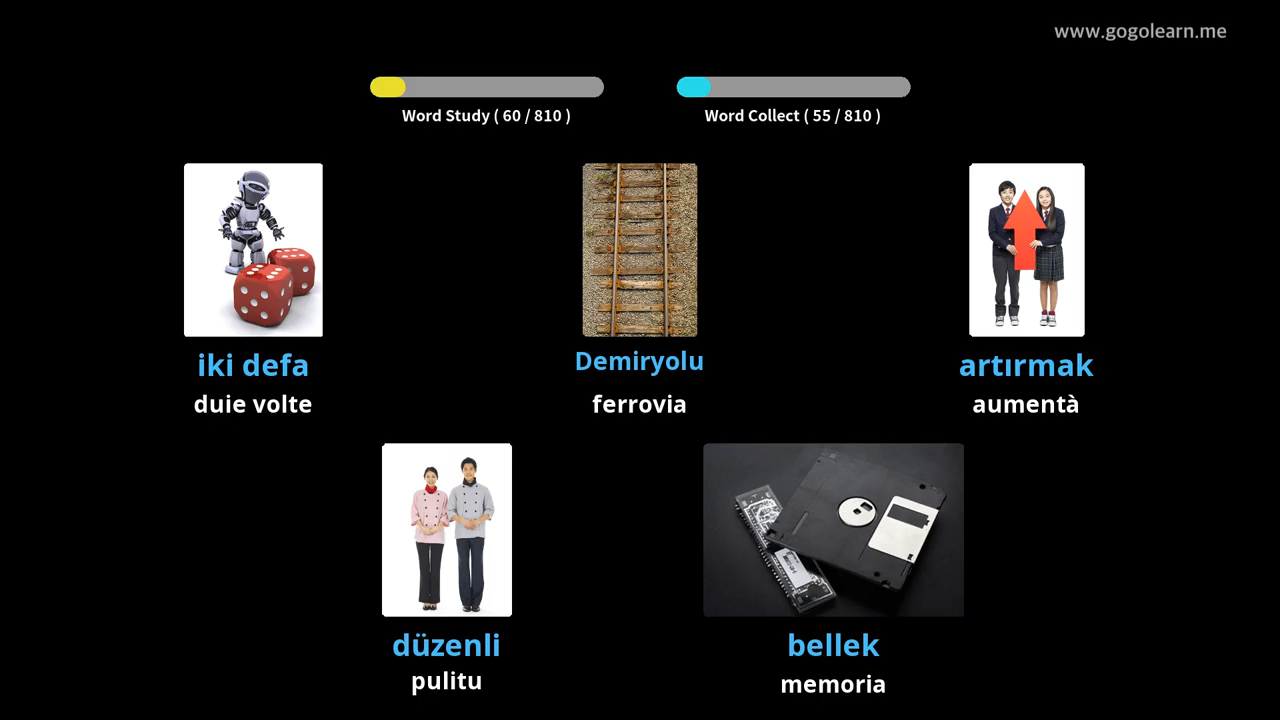 www.gogolearn.me
Word Study ( 60 / 810 )
Word Collect ( 55 / 810 )
iki defa
duie volte
Demiryolu
ferrovia
artırmak
aumentà
düzenli
pulitu
bellek
memoria